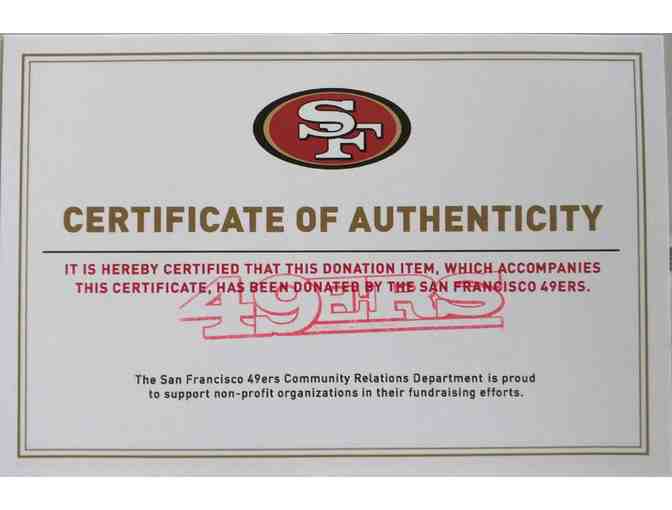 SF
CERTIFICATE OF AUTHENTICITY
IT IS HEREBY CERTIFIED THAT THIS DONATION ITEM, WHICH ACCOMPANIES
THIS CERTIFICATE, HAS BEEN DONATED BY THE SAN FRANCISCO 49ERS.
49ERS
The San Francisco 49ers Community Relations Department is proud
to support non-profit organizations in their fundraising efforts.